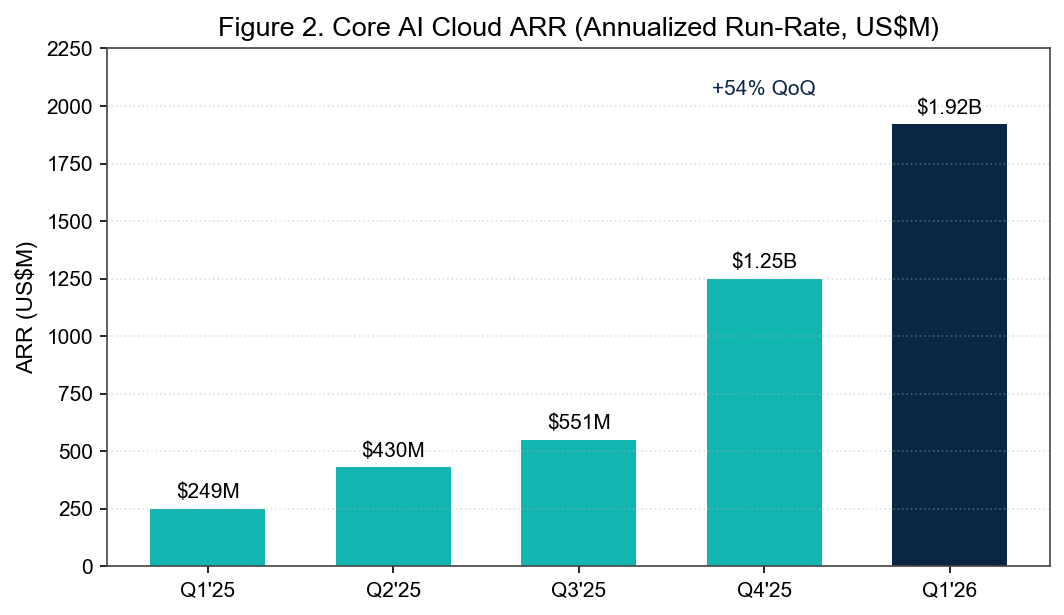 Figure 2. Core AI Cloud ARR (Annualized Run-Rate, US$M)
ARR (US$M)
2250
2000
1750
1500
1250
1000
750
500
250
0
+54% QoQ
$249M
$430M
$551M
$1.25B
$1.92B
Q1'25
Q2'25
Q3'25
Q4'25
Q1'26